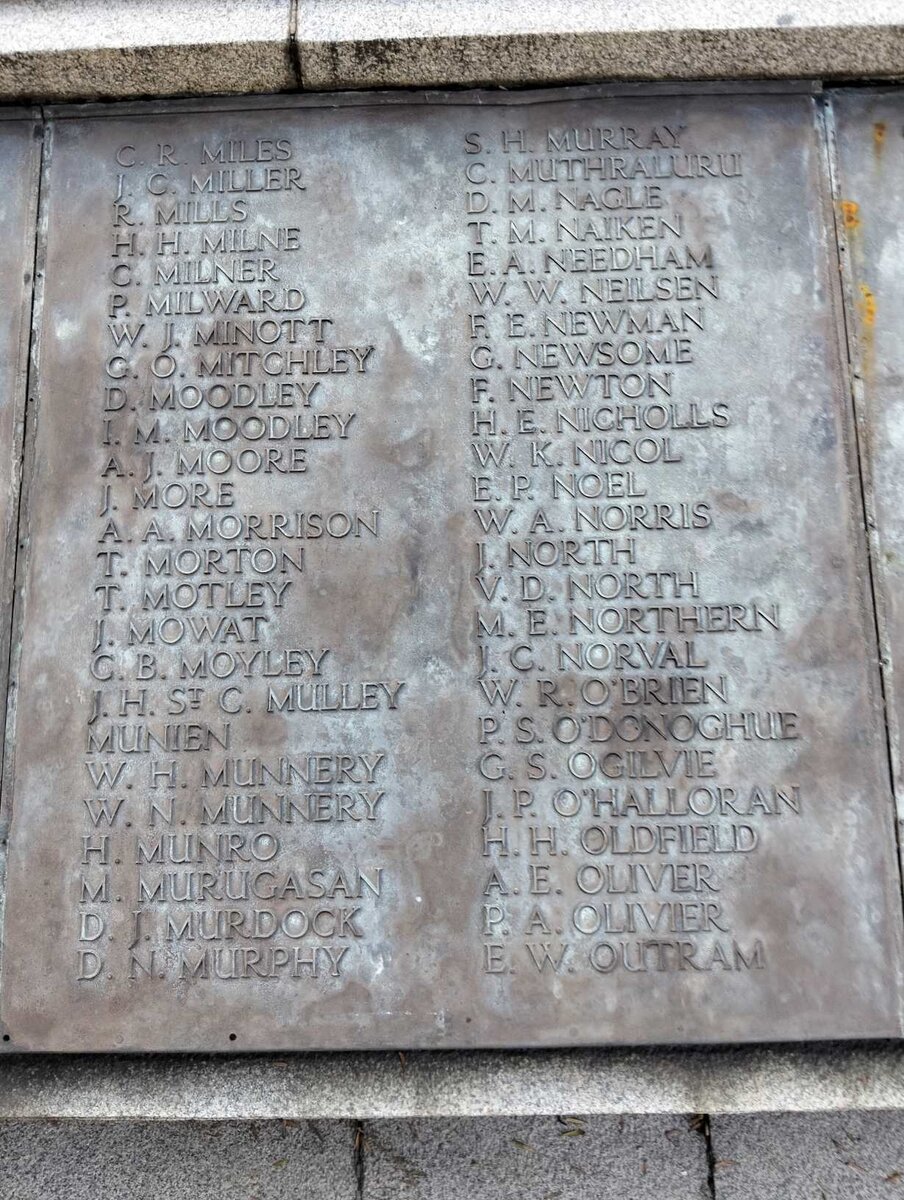 C. R. MILES
J. C. MILLER
R. MILLS
H. H. MILNE
C. MILNER
P. MILWARD
W. J. MINOTT
G. O. MITCHLEY
D. MOODLEY
I. M. MOODLEY
A. J. MOORE
J. MORE
A. A. MORRISON
T. MORTON
T. MOTLEY
J. MOWAT
G. B. MOYLEY
J. H. ST C. MULLEY
MUNIEN
W. H. MUNNERY
W. N. MUNNERY
H. MUNRO
M. MURUGASAN
D. J. MURDOCK
D. N. MURPHY
S. H. MURRAY
C. MUTHRALURU
D. M. NAGLE
T. M. NAIKEN
E. A. NEEDHAM
W. W. NEILSEN
F. E. NEWMAN
G. NEWSOME
F. NEWTON
H. E. NICHOLLS
W. K. NICOL
E. P. NOEL
W. A. NORRIS
J. NORTH
V. D. NORTH
M. E. NORTHERN
J. C. NORVAL
W. R. O'BRIEN
P. S. O'DONOGHUE
G. S. OGILVIE
J. P. O'HALLORAN
H. H. OLDFIELD
A. E. OLIVER
P. A. OLIVIER
E. W. OUTRAM